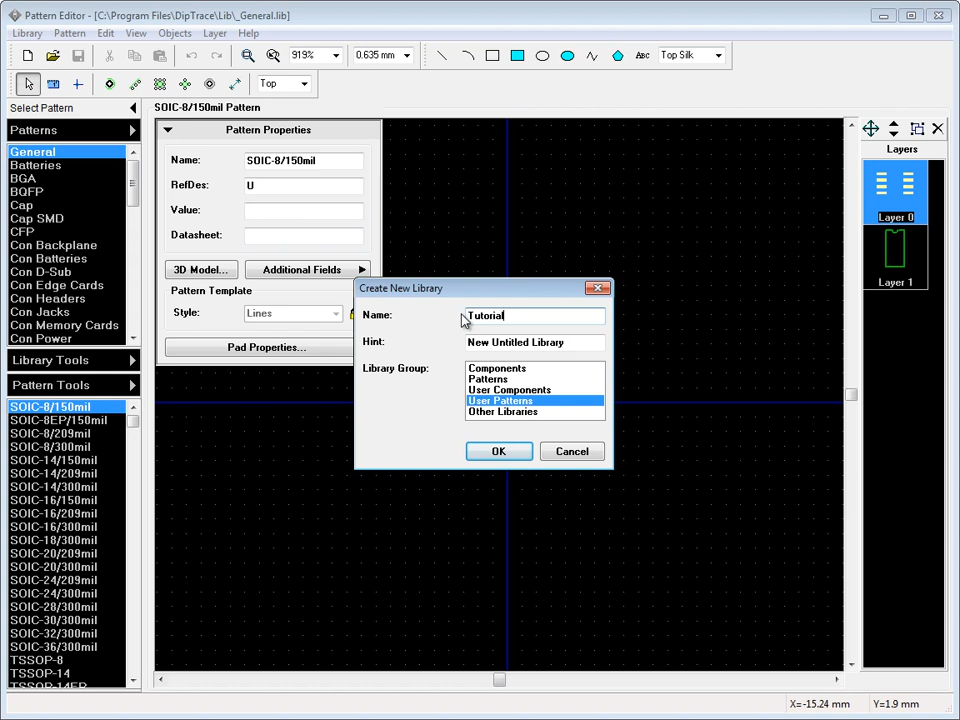 Pattern Editor - [C:\Program Files\DipTrace\Lib\_General.lib]
Library Pattern Edit View Objects Layer Help
919% 0.635 mm Abc Top Silk
Top
Select Pattern
SOIC-8/150mil Pattern
Patterns
General
Batteries
BGA
BQFP
Cap
Cap SMD
CFP
Con Backplane
Con Batteries
Con D-Sub
Con Edge Cards
Con Headers
Con Jacks
Con Memory Cards
Con Power
Library Tools
Pattern Tools
SOIC-8/150mil
SOIC-8EP/150mil
SOIC-8/209mil
SOIC-8/300mil
SOIC-14/150mil
SOIC-14/209mil
SOIC-14/300mil
SOIC-16/150mil
SOIC-16/209mil
SOIC-16/300mil
SOIC-18/300mil
SOIC-20/209mil
SOIC-20/300mil
SOIC-24/209mil
SOIC-24/300mil
SOIC-28/300mil
SOIC-30/300mil
SOIC-32/300mil
SOIC-36/300mil
TSSOP-8
TSSOP-14
TSSOP-14EP
Pattern Properties
Name: SOIC-8/150mil
RefDes: U
Value:
Datasheet:
3D Model... Additional Fields
Pattern Template
Style: Lines
Pad Properties...
Create New Library
Name: Tutorial
Hint: New Untitled Library
Library Group:
Components
Patterns
User Components
User Patterns
Other Libraries
OK Cancel
Layers
Layer 0
Layer 1
X=-15.24 mm Y=1.9 mm